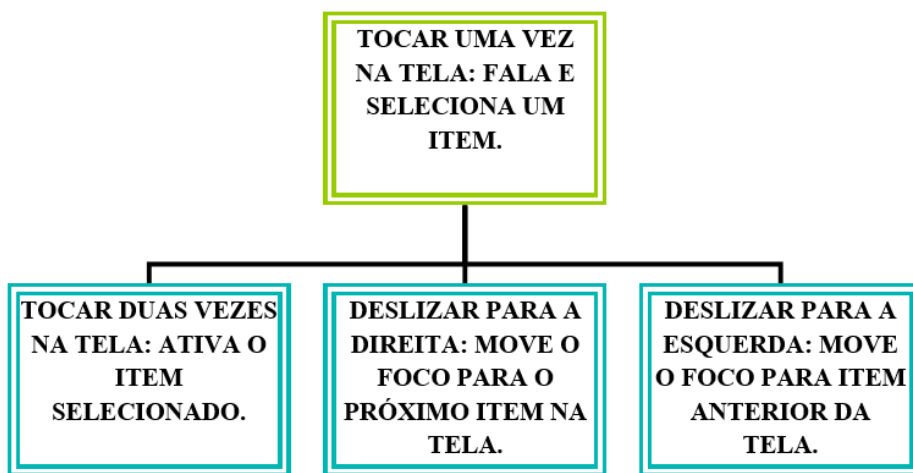 TOCAR UMA VEZ
NA TELA: FALA E
SELECIONA UM
ITEM.
TOCAR DUAS VEZES
NA TELA: ATIVA O
ITEM
SELECIONADO.
DESLIZAR PARA A
DIREITA: MOVE O
FOCO PARA O
PRÓXIMO ITEM NA
TELA.
DESLIZAR PARA A
ESQUERDA: MOVE
O FOCO PARA ITEM
ANTERIOR DA
TELA.